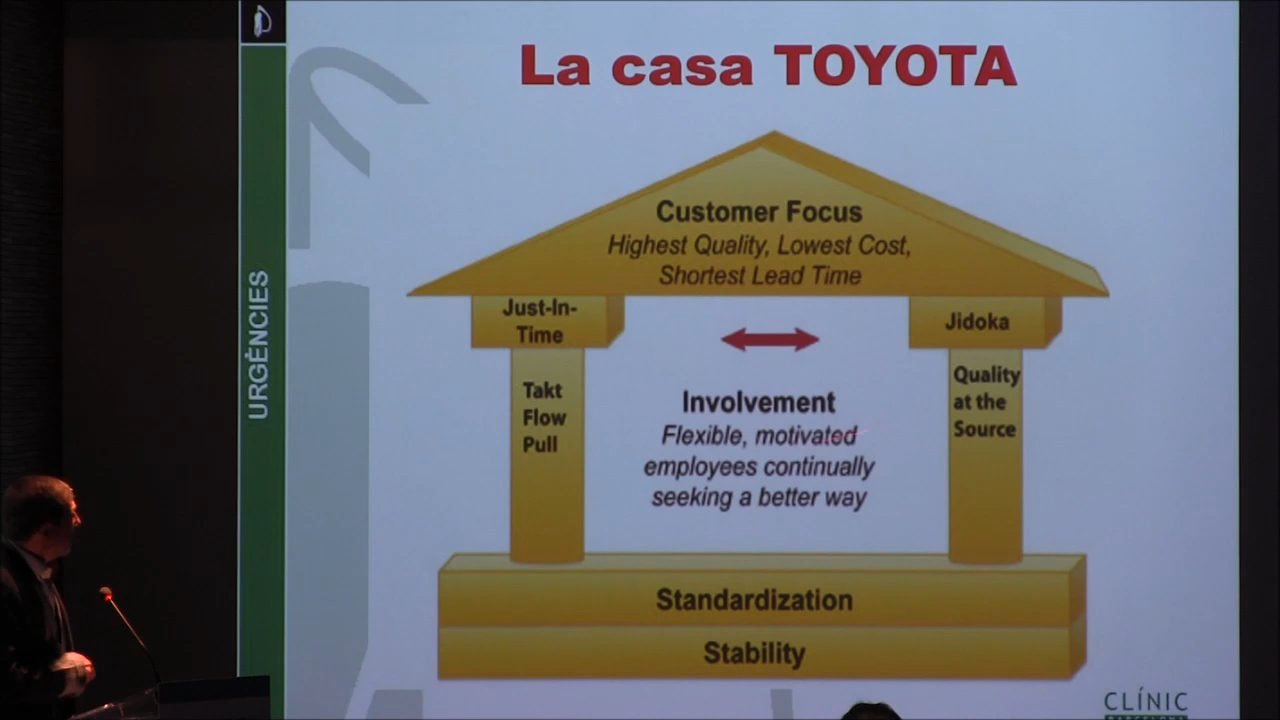 La casa TOYOTA
URGÈNCIES
Customer Focus
Highest Quality, Lowest Cost,
Shortest Lead Time
Just-In-
Time
Jidoka
Takt
Flow
Pull
Involvement
Flexible, motivated
employees continually
seeking a better way
Quality
at the
Source
Standardization
Stability
CLÍNIC
BARCELONA